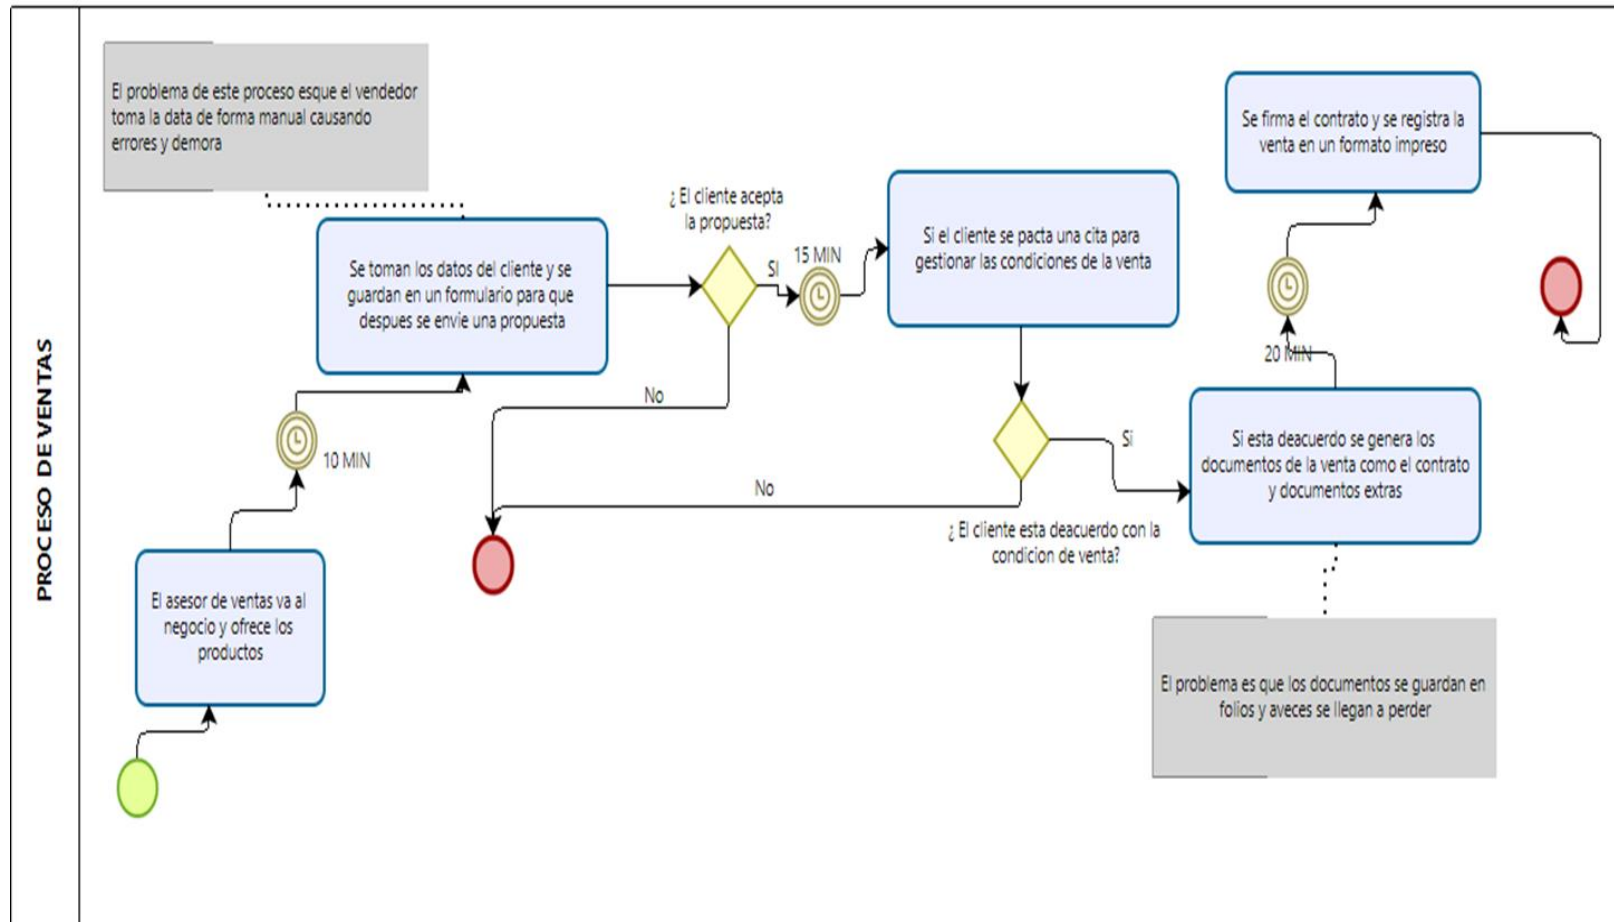 PROCESO DE VENTAS
El problema de este proceso esque el vendedor
toma la data de forma manual causando
errores y demora
Se toman los datos del cliente y se
guardan en un formulario para que
despues se envie una propuesta
10 MIN
El asesor de ventas va al
negocio y ofrece los
productos
¿ El cliente acepta
la propuesta?
SI
15 MIN
No
Si el cliente se pacta una cita para
gestionar las condiciones de la venta
¿ El cliente esta deacuerdo con la
condicion de venta?
No
Sí
Si esta deacuerdo se genera los
documentos de la venta como el contrato
y documentos extras
El problema es que los documentos se guardan en
folios y aveces se llegan a perder
20 MIN
Se firma el contrato y se registra la
venta en un formato impreso